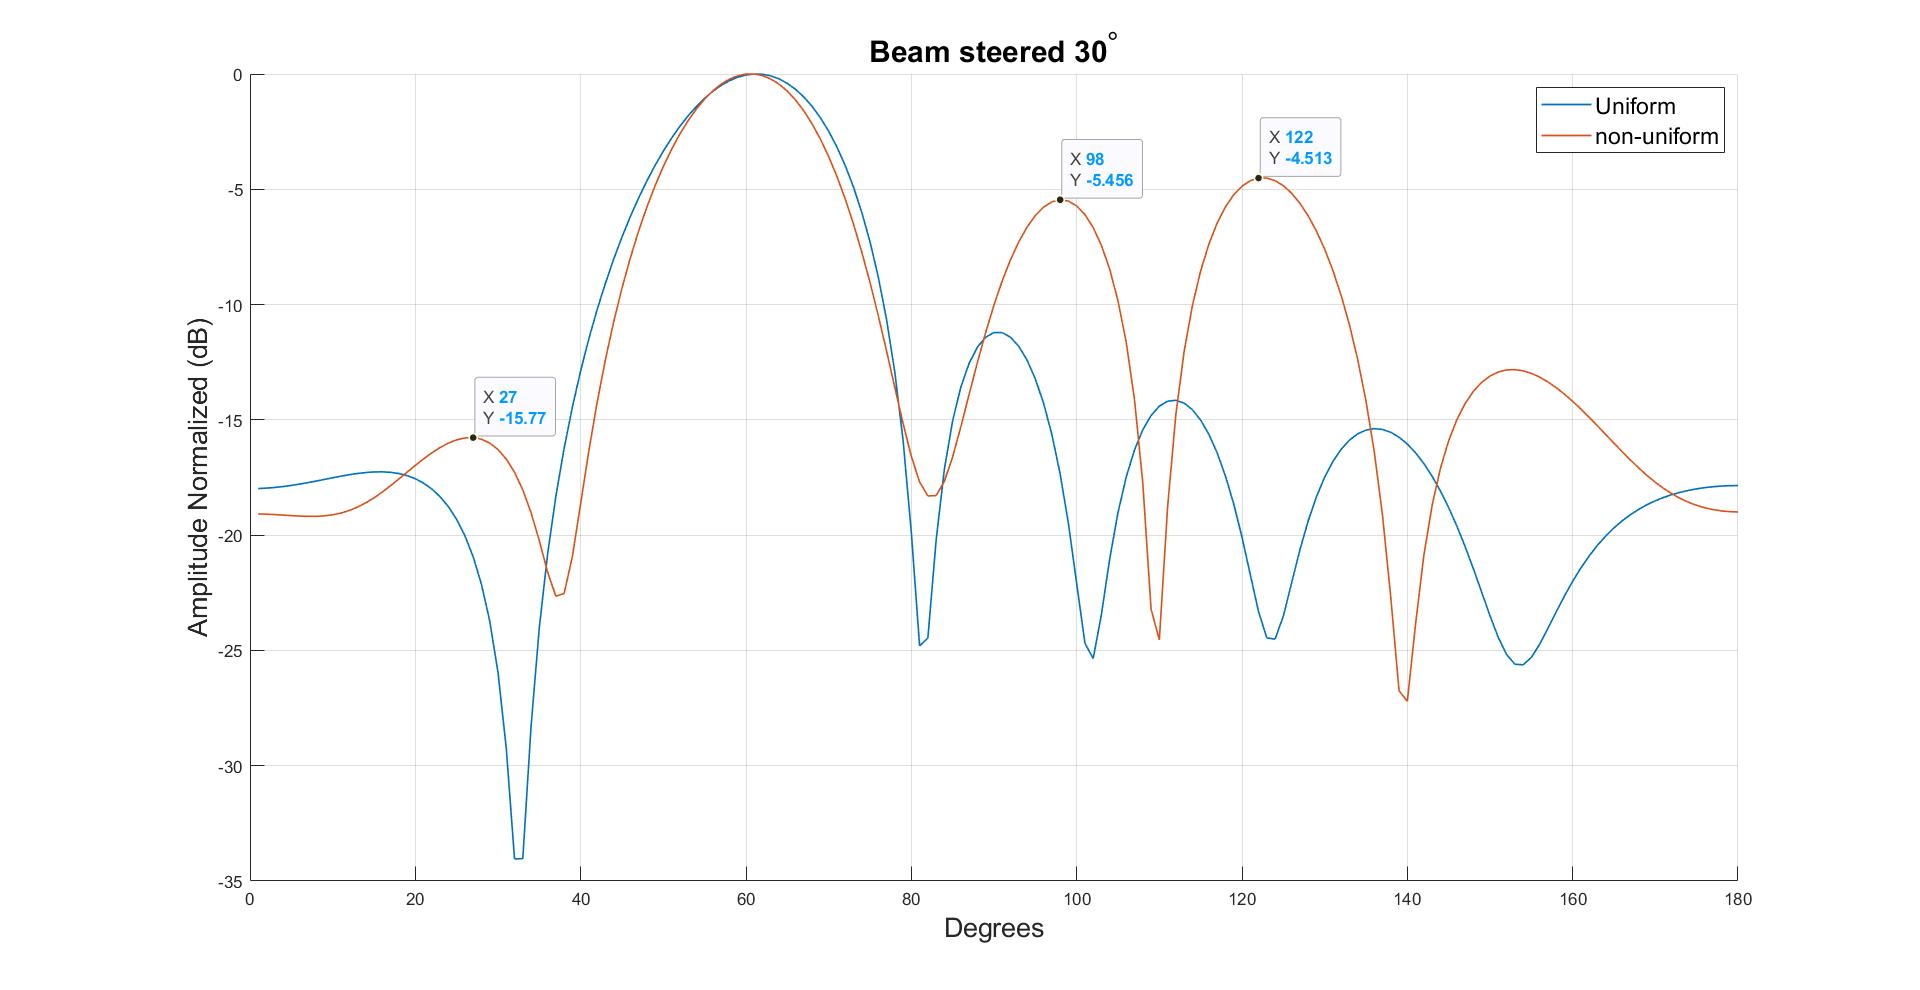 Beam steered 30°
Uniform
non-uniform
X 122
Y -4.513
X 98
Y -5.456
X 27
Y -15.77
0
-5
-10
-15
-20
-25
-30
-35
Amplitude Normalized (dB)
0 20 40 60 80 100 120 140 160 180
Degrees